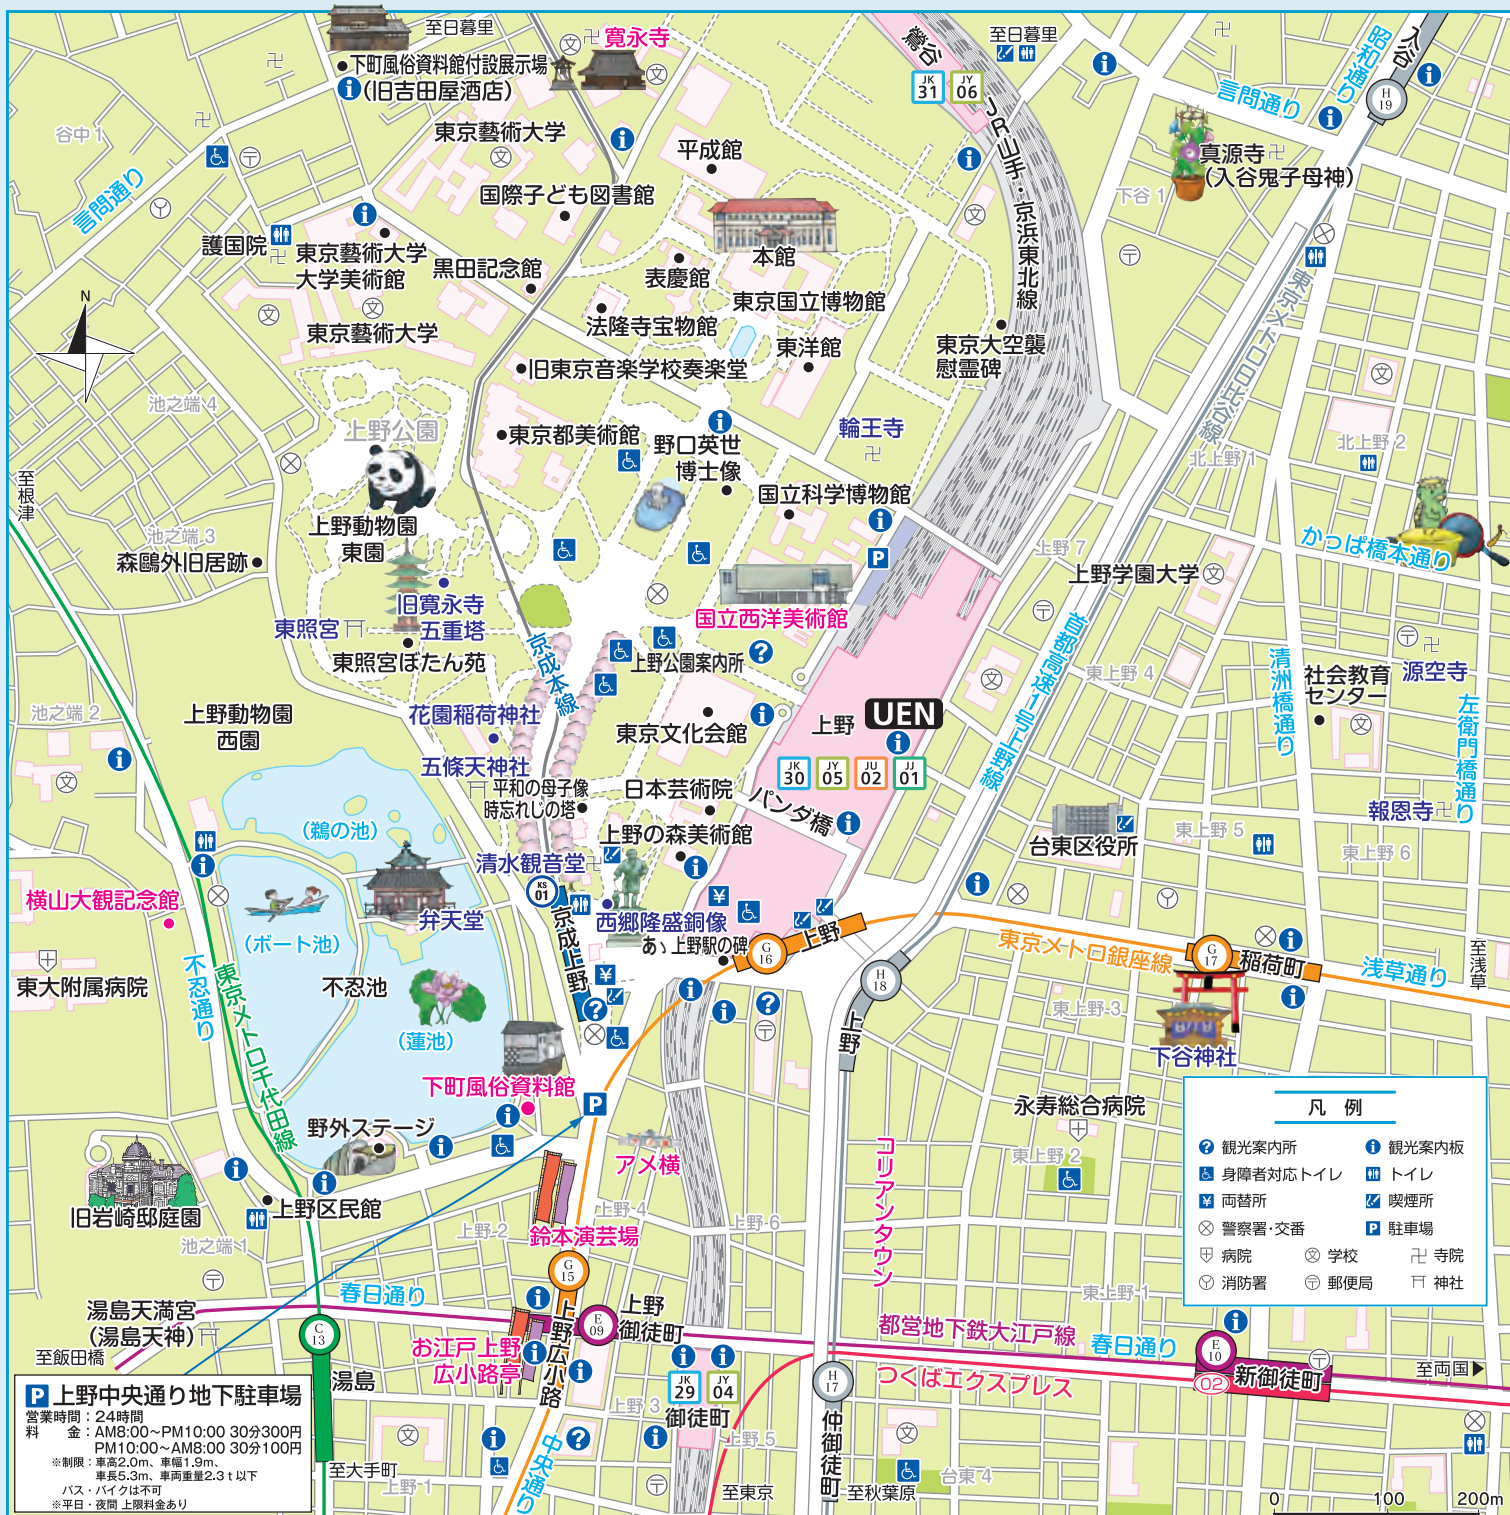 至日暮里
下町風俗資料館付設展示場
(旧吉田屋酒店)
寛永寺
鶯谷
JK
31
JY
06
至日暮里
昭和通り
入谷
H
19
言問通り
谷中 1
東京藝術大学
平成館
JR山手・京浜東北線
真源寺
(入谷鬼子母神)
下谷 1
国際子ども図書館
言問通り
護国院
東京藝術大学
大学美術館
黒田記念館
表慶館
本館
東京国立博物館
法隆寺宝物館
東京メトロ日比谷線
N
東京藝術大学
東洋館
東京大空襲
慰霊碑
旧東京音楽学校奏楽堂
池之端 4
上野公園
東京都美術館
野口英世
博士像
輪王寺
北上野 1
北上野 2
至根津
国立科学博物館
上野動物園
東園
池之端 3
森鷗外旧居跡
P
上野 7
上野学園大学
かっぱ橋本通り
旧寛永寺
五重塔
東照宮
東照宮ぼたん苑
国立西洋美術館
京成本線
上野公園案内所
首都高速1号上野線
東上野 4
清洲橋通り
社会教育
センター
源空寺
左衛門橋通り
池之端 2
上野動物園
西園
花園稲荷神社
東京文化会館
上野
UEN
JK
30
JY
05
JU
02
JJ
01
五條天神社
平和の母子像
時忘れじの塔
日本芸術院
パンダ橋
上野の森美術館
(鵜の池)
台東区役所
東上野 5
東上野 6
報恩寺
清水観音堂
KS
01
京成上野
横山大観記念館
弁天堂
西郷隆盛銅像
あゝ上野駅の碑
G
16
上野
(ボート池)
東京メトロ銀座線
G
17
稲荷町
浅草通り
至浅草
東大附属病院
不忍通り
東京メトロ千代田線
不忍池
(蓮池)
H
18
上野
東上野 3
下谷神社
下町風俗資料館
P
野外ステージ
アメ横
永寿総合病院
東上野 2
コリアンタウン
旧岩崎邸庭園
上野区民館
池之端 1
上野 2
上野 4
上野 6
鈴本演芸場
G
15
凡 例
観光案内所
観光案内板
身障者対応トイレ
トイレ
両替所
喫煙所
警察署・交番
駐車場
病院
学校
寺院
消防署
郵便局
神社
東上野 1
春日通り
湯島天満宮
(湯島天神)
至飯田橋
C
13
湯島
お江戸上野
広小路亭
上野広小路
E
09
上野
御徒町
都営地下鉄大江戸線
春日通り
つくばエクスプレス
E
10
02
新御徒町
至両国
JK
29
JY
04
御徒町
H
17
仲御徒町
上野 3
上野 5
P 上野中央通り地下駐車場
営業時間：24時間
料　　金：AM8:00〜PM10:00 30分300円
PM10:00〜AM8:00 30分100円
※制限：車高2.0m、車幅1.9m、
車長5.3m、車両重量2.3ｔ以下
バス・バイクは不可
※平日・夜間 上限料金あり
至大手町
上野 1
中央通り
至東京
至秋葉原
台東 4
0 100 200m